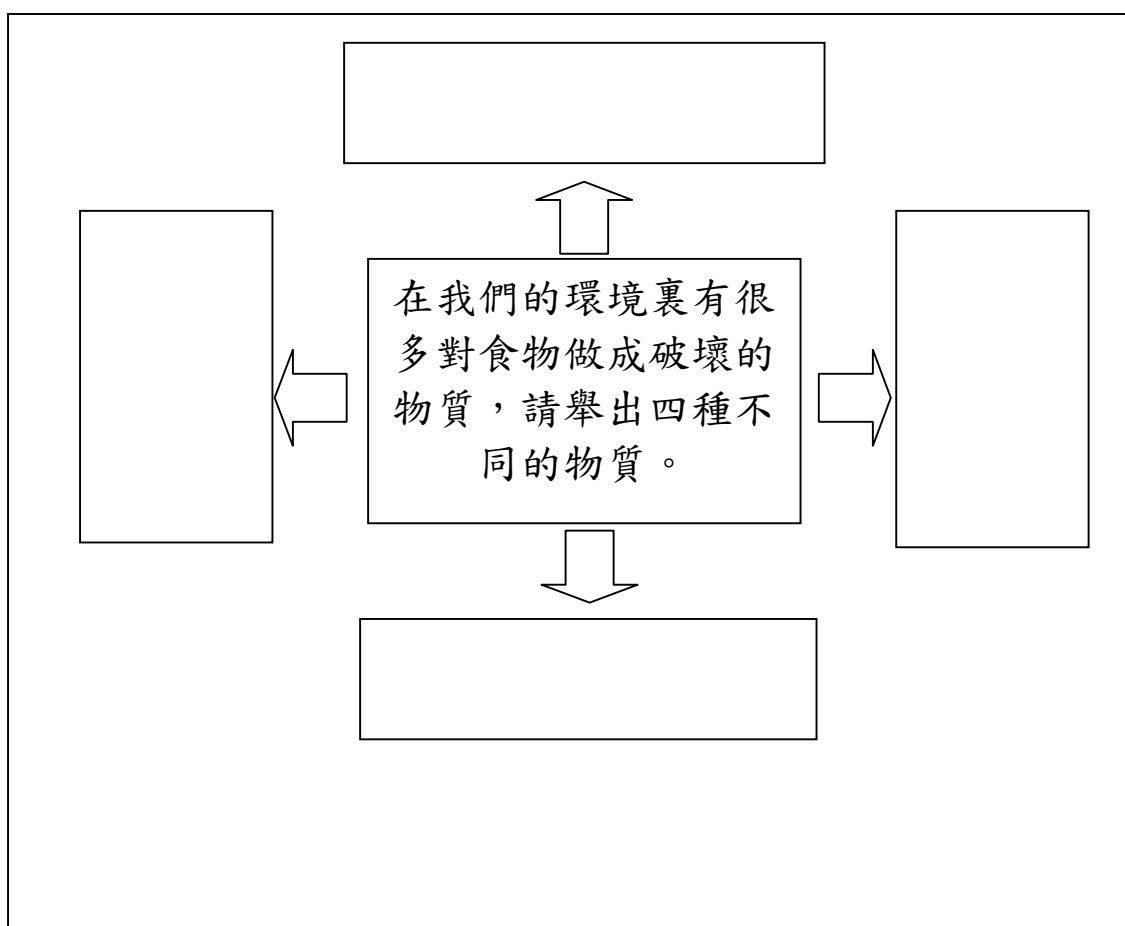 在我們的環境裏有很
多對食物做成破壞的
物質，請舉出四種不
同的物質。